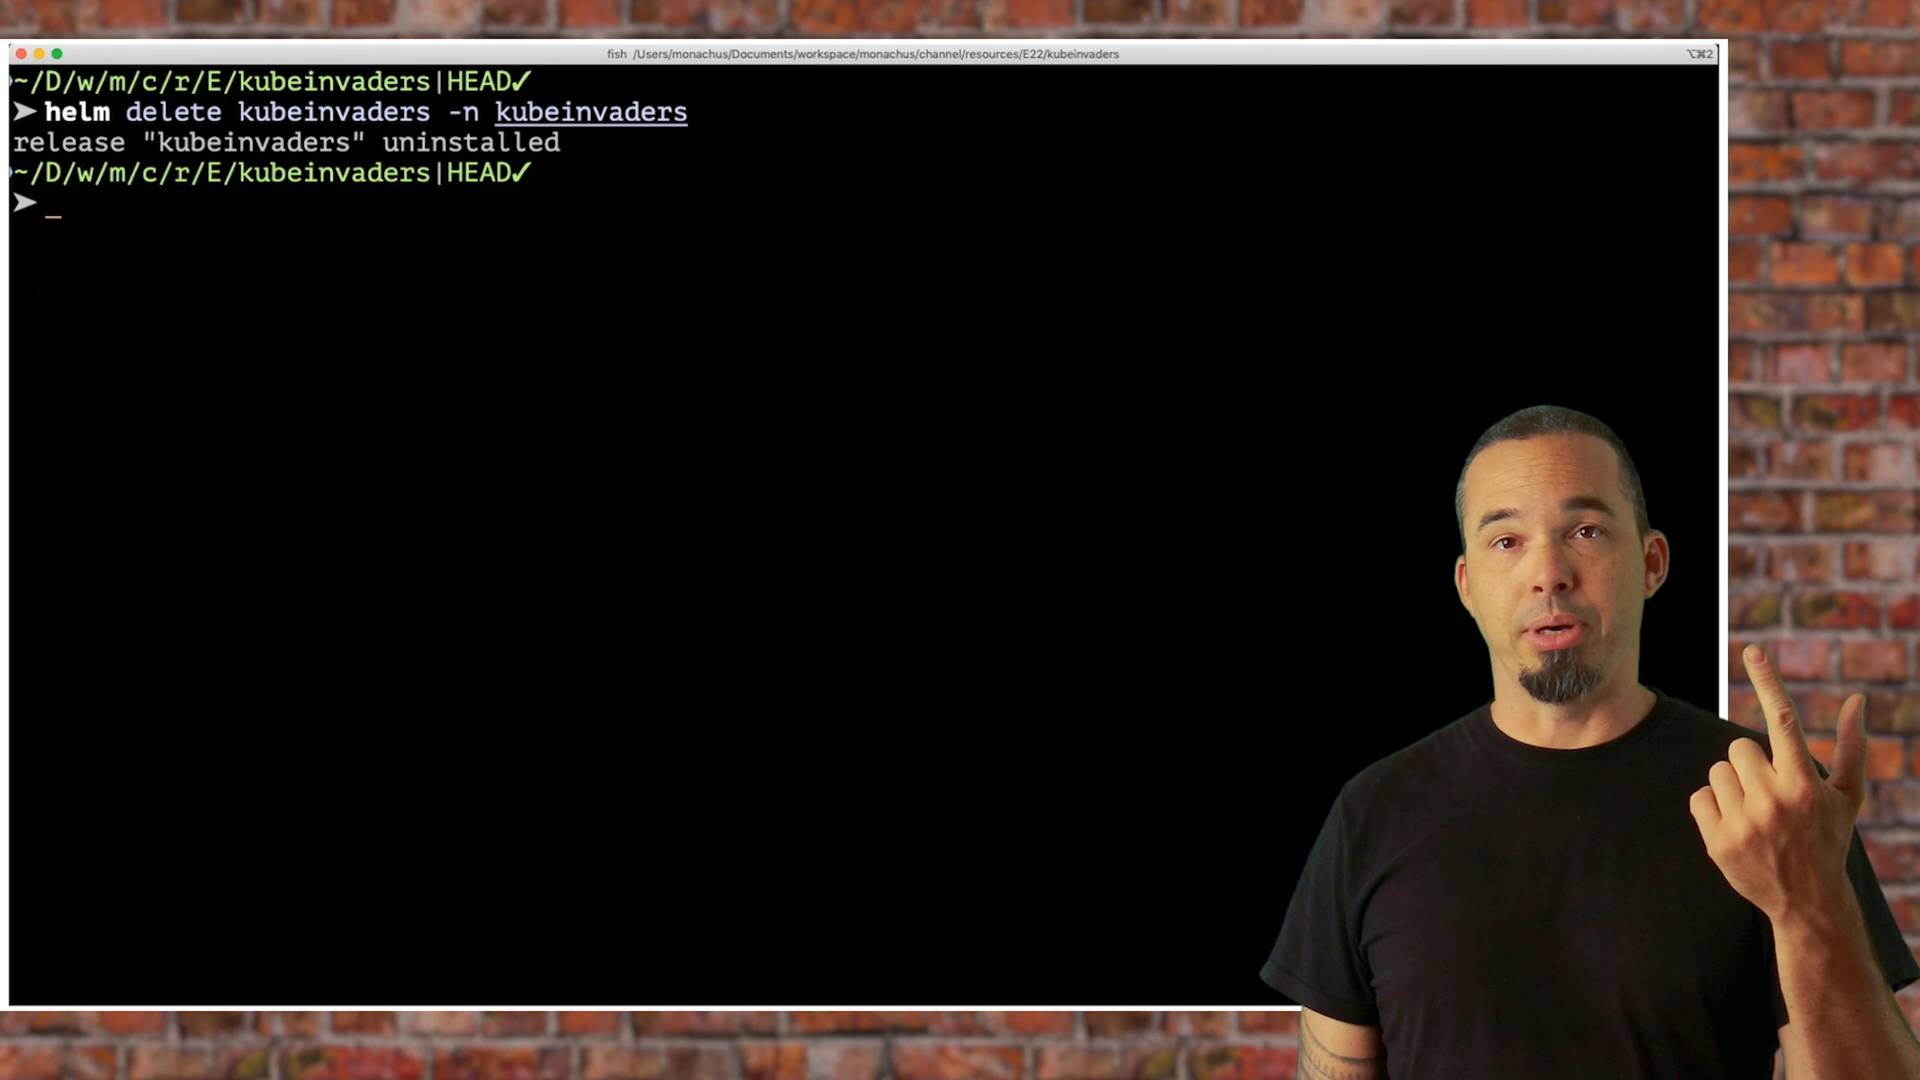 fish /Users/monachus/Documents/workspace/monachus/channel/resources/E22/kubeinvaders
⌥⌘2
~/D/w/m/c/r/E/kubeinvaders|HEAD✓
➤ helm delete kubeinvaders -n kubeinvaders
release "kubeinvaders" uninstalled
~/D/w/m/c/r/E/kubeinvaders|HEAD✓
➤ _